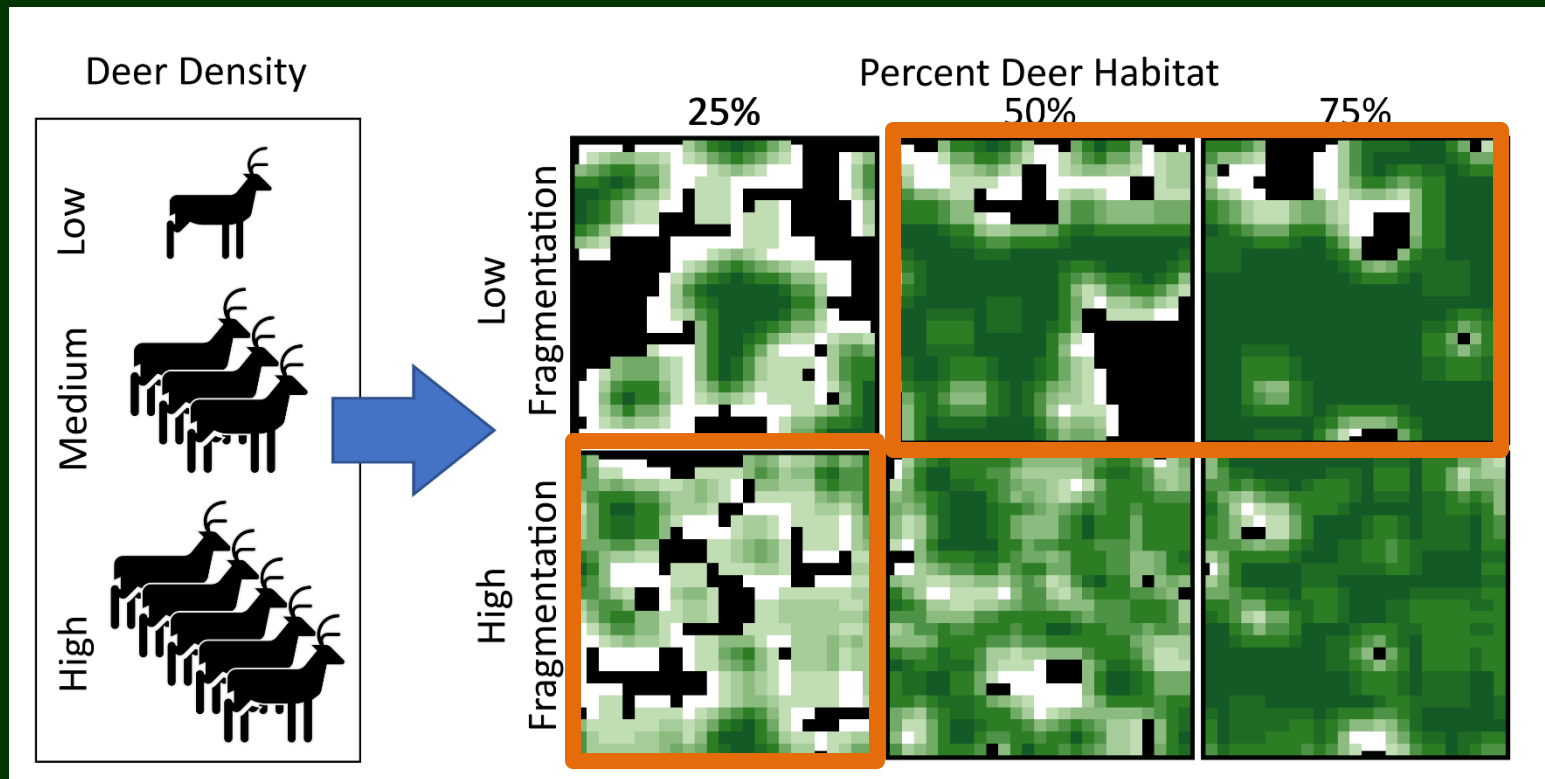 Deer Density
Low
Medium
High
Percent Deer Habitat
25%
50%
75%
Low
Fragmentation
High
Fragmentation